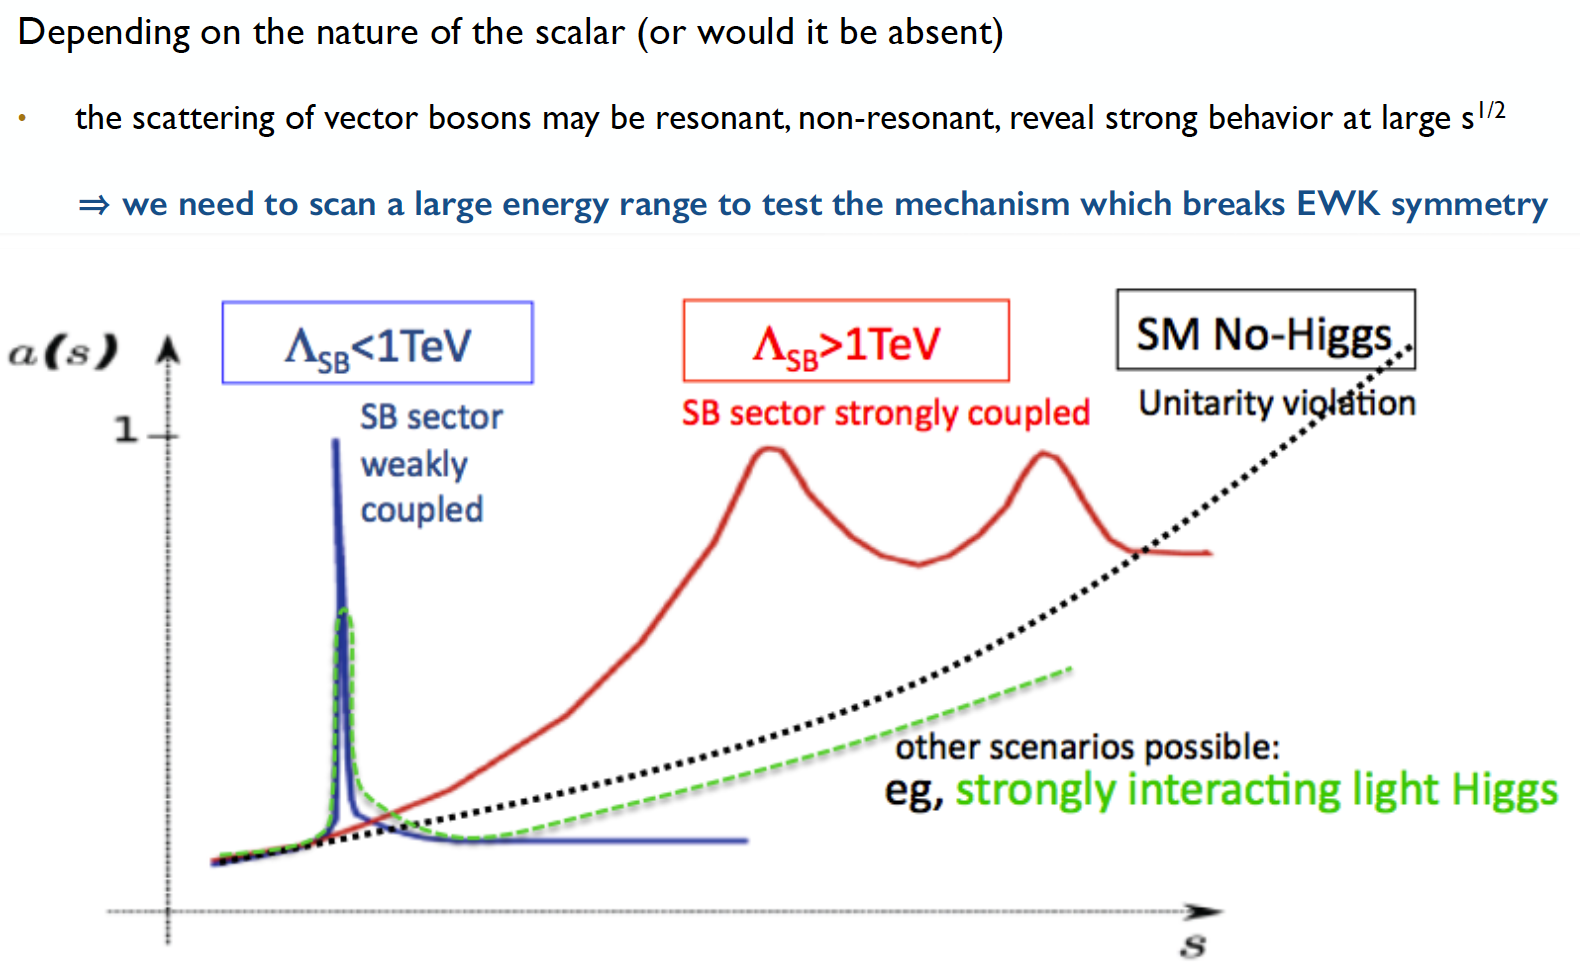 Depending on the nature of the scalar (or would it be absent)
• the scattering of vector bosons may be resonant, non-resonant, reveal strong behavior at large s^1/2
⇒ we need to scan a large energy range to test the mechanism which breaks EWK symmetry
a(s)
1
Λ_SB<1TeV
SB sector
weakly
coupled
Λ_SB>1TeV
SB sector strongly coupled
SM No-Higgs
Unitarity violation
other scenarios possible:
eg, strongly interacting light Higgs
s